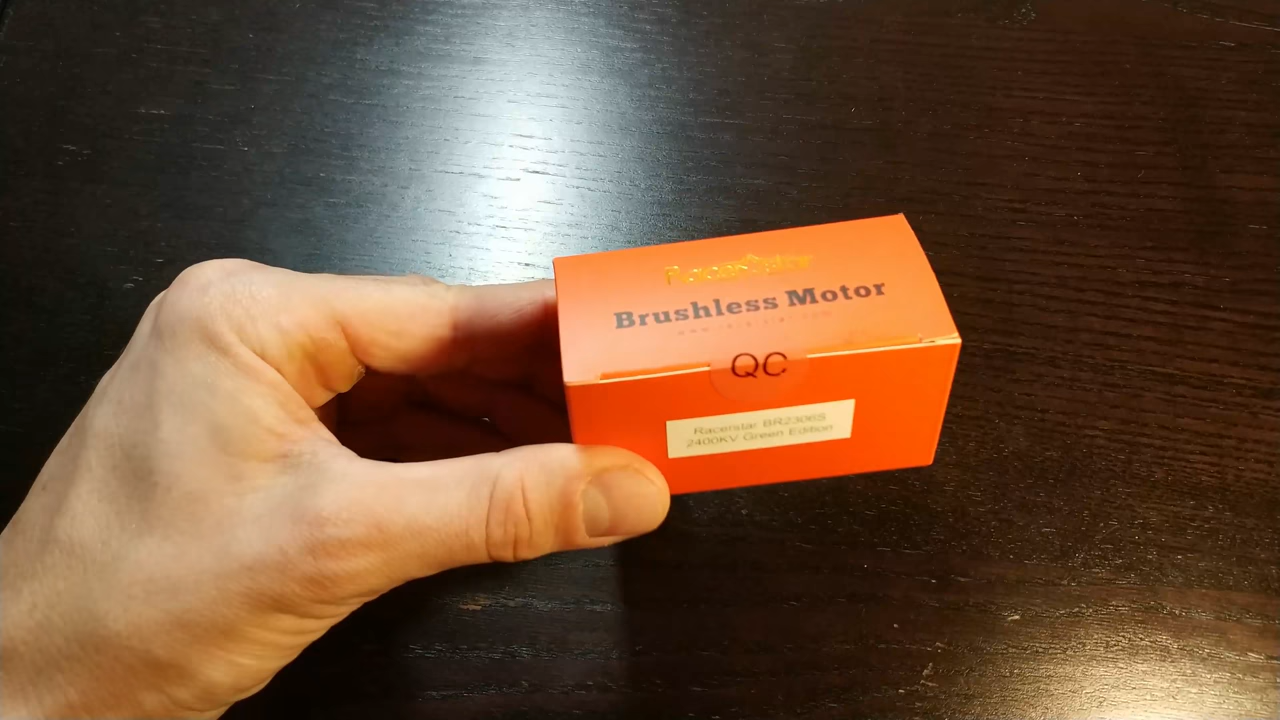 RacerStar
Brushless Motor
QC
Racerstar BR2306S
2400KV Green Edition